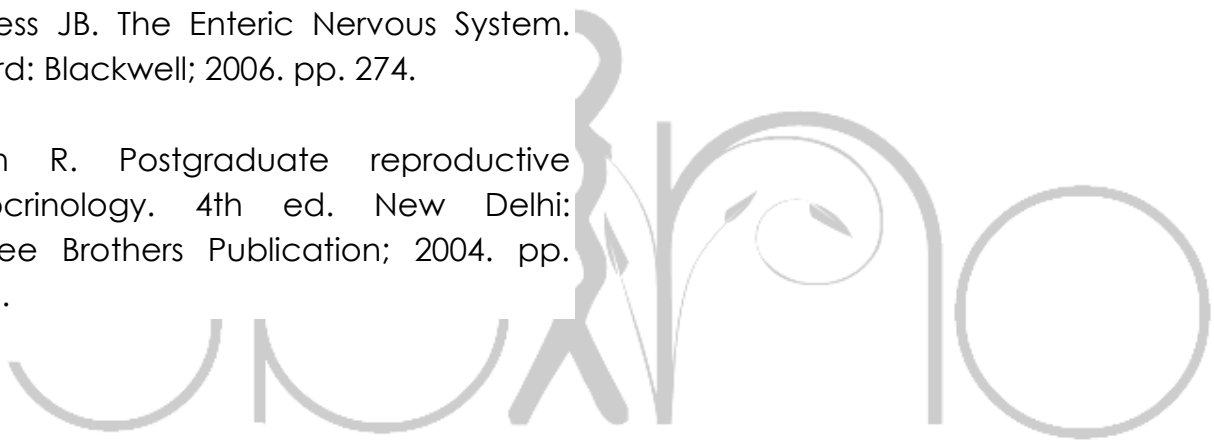 ess JB. The Enteric Nervous System.
rd: Blackwell; 2006. pp. 274.
n R. Postgraduate reproductive
ocrinology. 4th ed. New Delhi:
ee Brothers Publication; 2004. pp.
.